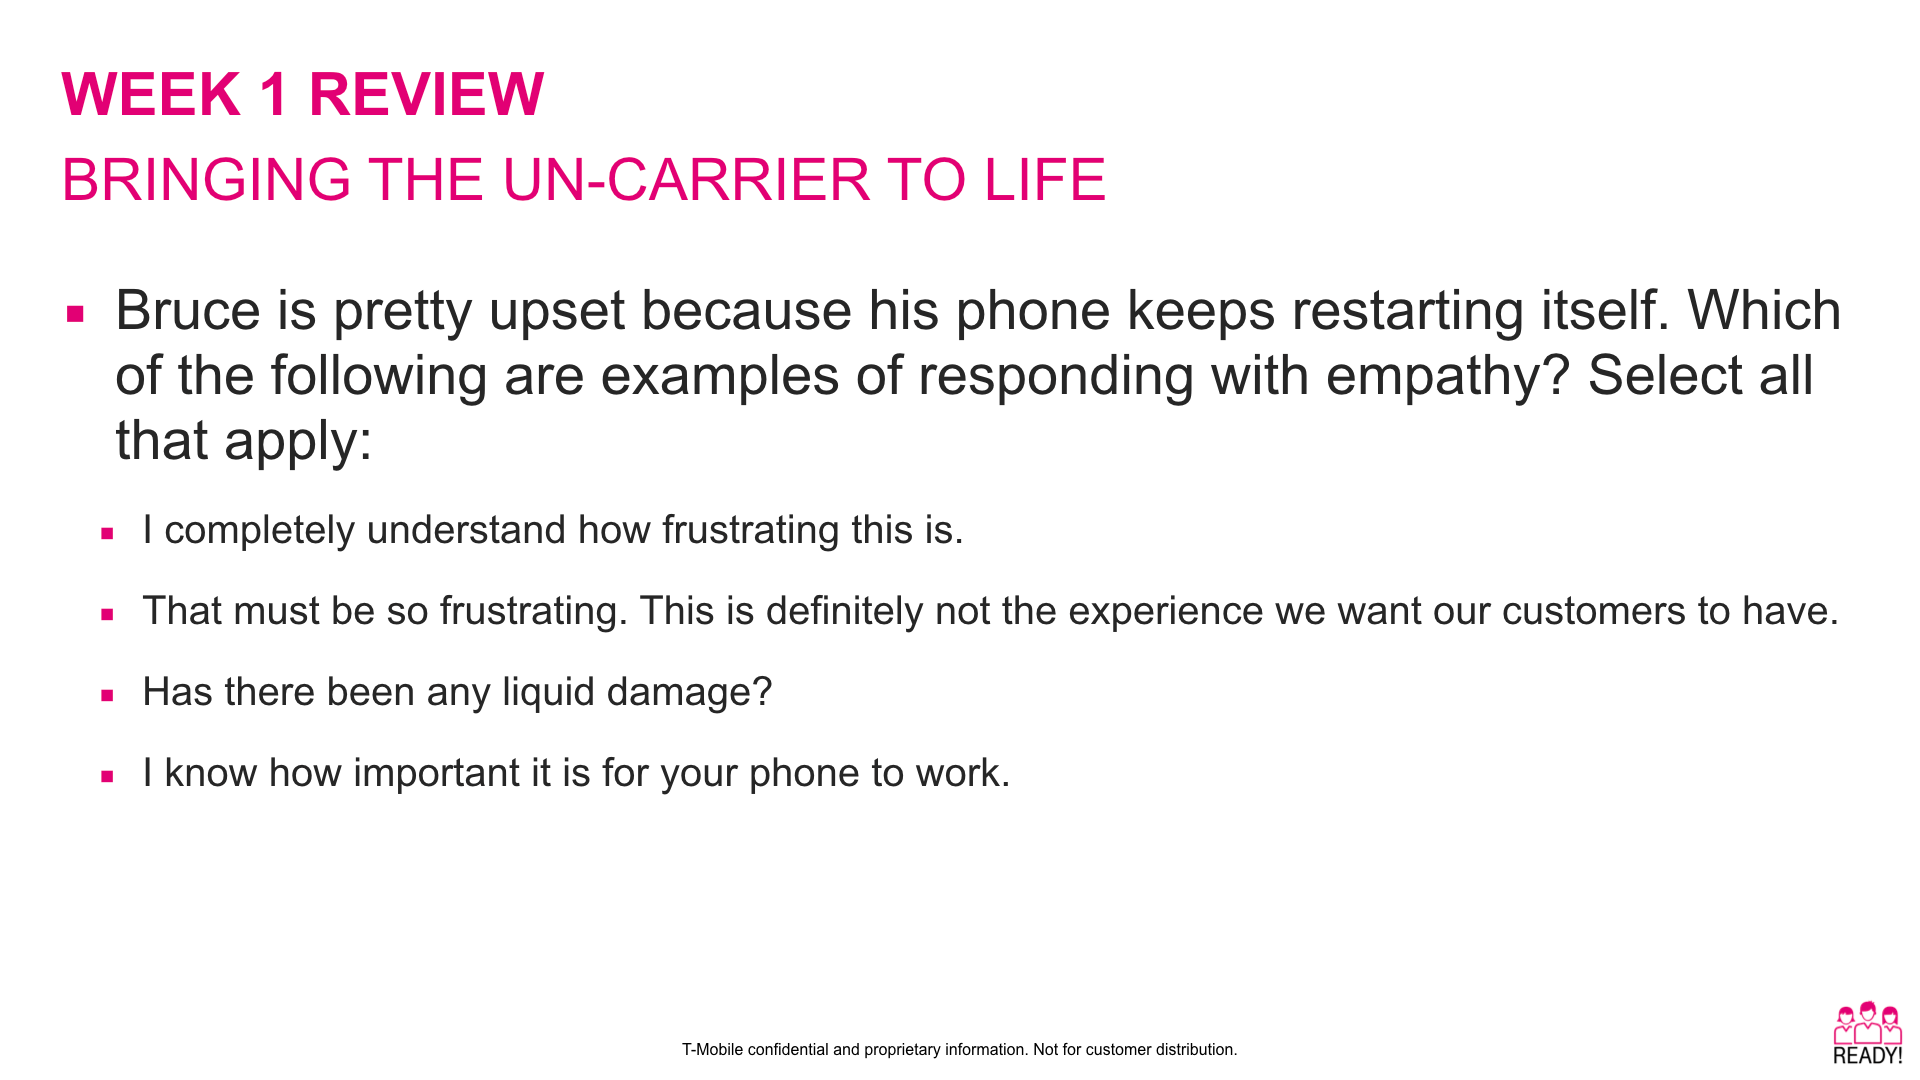 WEEK 1 REVIEW
BRINGING THE UN-CARRIER TO LIFE
Bruce is pretty upset because his phone keeps restarting itself. Which
of the following are examples of responding with empathy? Select all
that apply:
I completely understand how frustrating this is.
That must be so frustrating. This is definitely not the experience we want our customers to have.
Has there been any liquid damage?
I know how important it is for your phone to work.
T-Mobile confidential and proprietary information. Not for customer distribution.
READY!